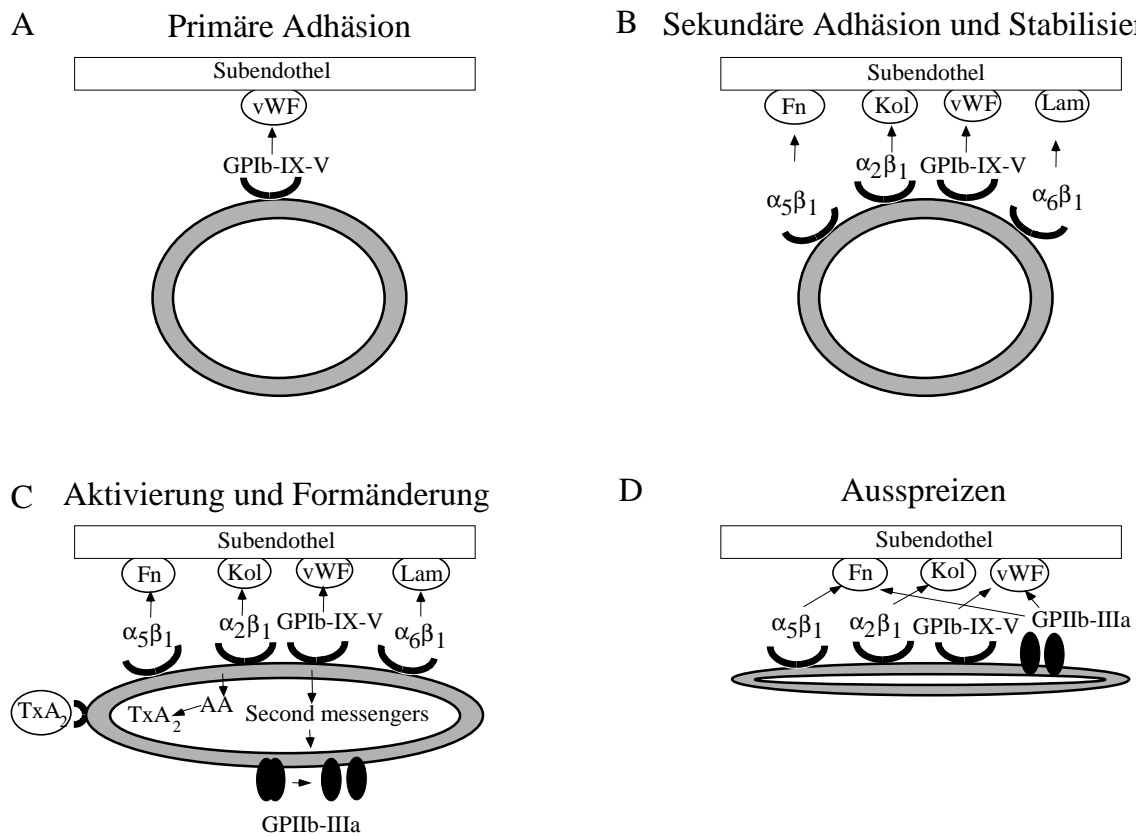 A
Primäre Adhäsion
Subendothel
vWF
GPIb-IX-V
B
Sekundäre Adhäsion und Stabilisier
Subendothel
Fn
Kol
vWF
Lam
α5β1
α2β1
GPIb-IX-V
α6β1
C
Aktivierung und Formänderung
Subendothel
Fn
Kol
vWF
Lam
α5β1
α2β1
GPIb-IX-V
α6β1
TxA2
TxA2
AA
Second messengers
GPIIb-IIIa
D
Ausspreizen
Subendothel
Fn
Kol
vWF
α5β1
α2β1
GPIb-IX-V
GPIIb-IIIa